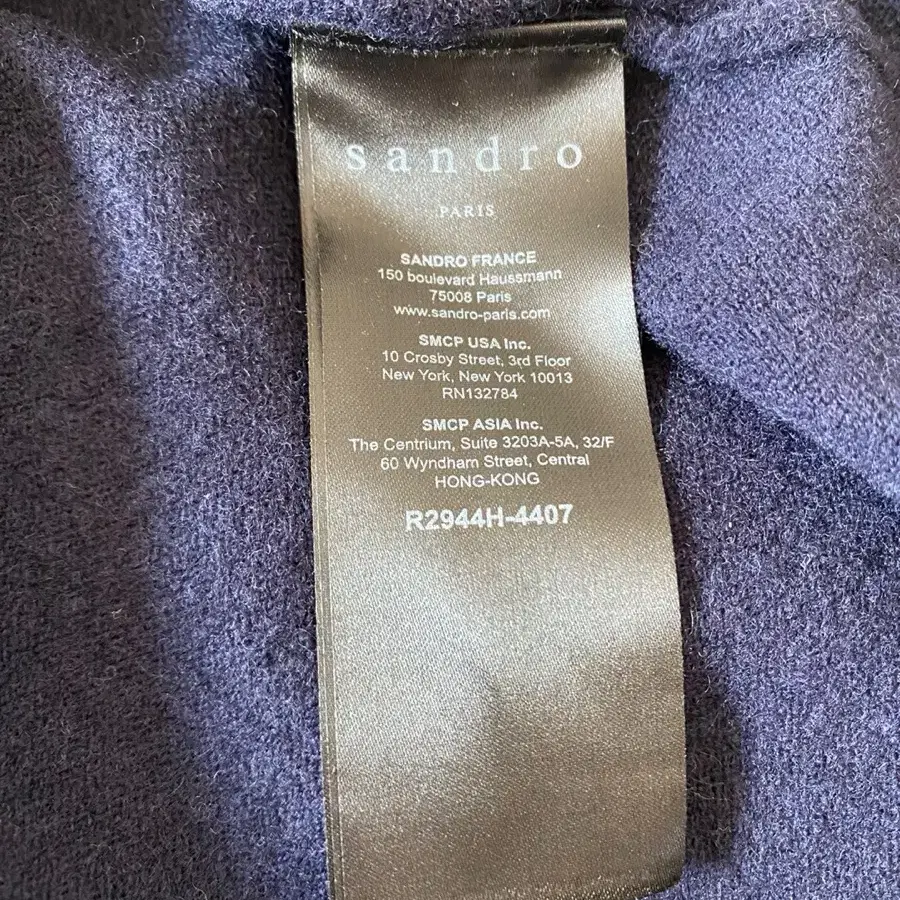 sandro
PARIS
SANDRO FRANCE
150 boulevard Haussmann
75008 Paris
www.sandro-paris.com
SMCP USA Inc.
10 Crosby Street, 3rd Floor
New York, New York 10013
RN132784
SMCP ASIA Inc.
The Centrium, Suite 3203A-5A, 32/F
60 Wyndham Street, Central
HONG-KONG
R2944H-4407